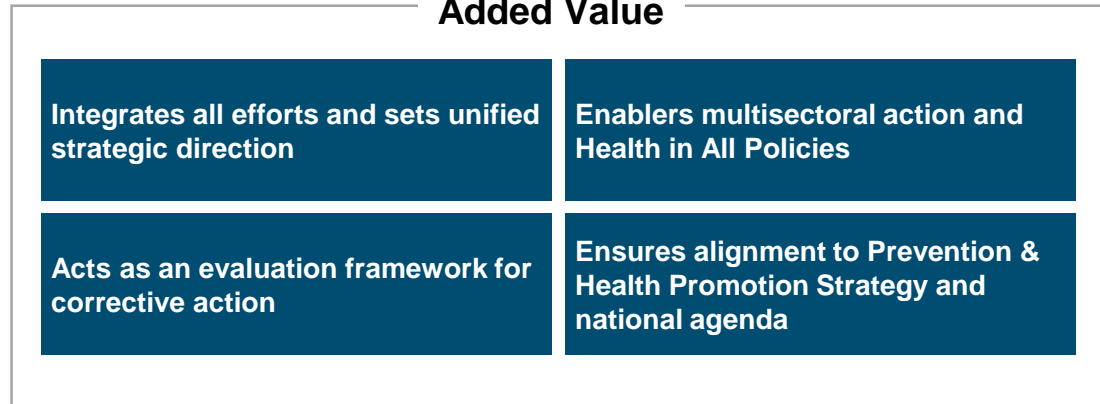 Added Value
Integrates all efforts and sets unified
strategic direction
Enablers multisectoral action and
Health in All Policies
Acts as an evaluation framework for
corrective action
Ensures alignment to Prevention &
Health Promotion Strategy and
national agenda